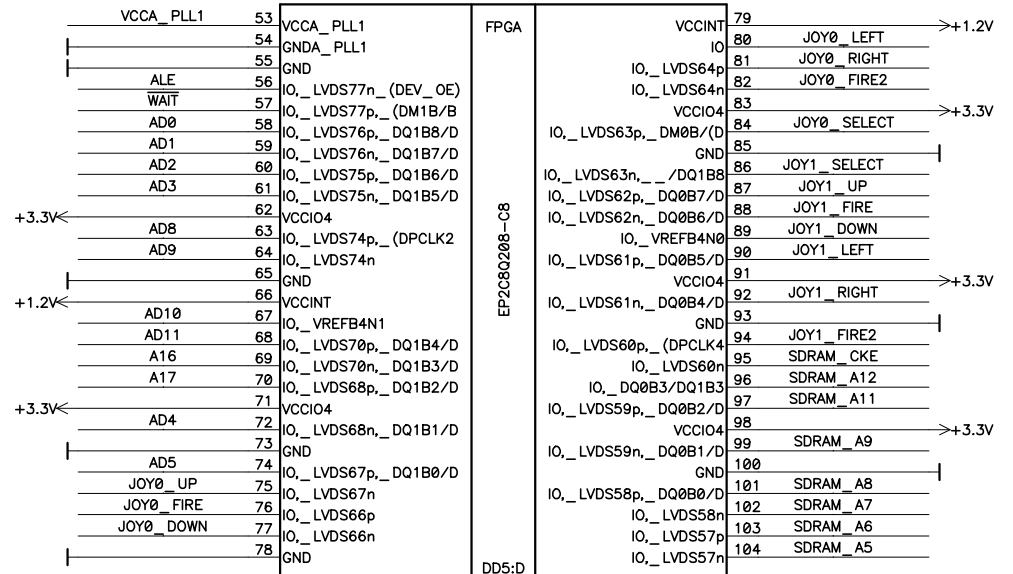 VCCA_PLL1 53 VCCA_PLL1 FPGA VCCINT 79 +1.2V
54 GNDA_PLL1 IO 80 JOY0_LEFT
55 GND IO,_LVDS64p 81 JOY0_RIGHT
ALE 56 IO,_LVDS77n_(DEV_OE) IO,_LVDS64n 82 JOY0_FIRE2
WAIT 57 IO,_LVDS77p,_(DM1B/B VCCIO4 83 +3.3V
AD0 58 IO,_LVDS76p,_DQ1B8/D IO,_LVDS63p,_DM0B/(D 84 JOY0_SELECT
AD1 59 IO,_LVDS76n,_DQ1B7/D GND 85
AD2 60 IO,_LVDS75p,_DQ1B6/D IO,_LVDS63n,__/DQ1B8 86 JOY1_SELECT
AD3 61 IO,_LVDS75n,_DQ1B5/D IO,_LVDS62p,_DQ0B7/D 87 JOY1_UP
+3.3V 62 VCCIO4 IO,_LVDS62n,_DQ0B6/D 88 JOY1_FIRE
AD8 63 IO,_LVDS74p,_(DPCLK2 IO,_VREFB4N0 89 JOY1_DOWN
AD9 64 IO,_LVDS74n IO,_LVDS61p,_DQ0B5/D 90 JOY1_LEFT
65 GND VCCIO4 91 +3.3V
+1.2V 66 VCCINT EP2C8Q208-C8 IO,_LVDS61n,_DQ0B4/D 92 JOY1_RIGHT
AD10 67 IO,_VREFB4N1 GND 93
AD11 68 IO,_LVDS70p,_DQ1B4/D IO,_LVDS60p,_(DPCLK4 94 JOY1_FIRE2
A16 69 IO,_LVDS70n,_DQ1B3/D IO,_LVDS60n 95 SDRAM_CKE
A17 70 IO,_LVDS68p,_DQ1B2/D IO,_DQ0B3/DQ1B3 96 SDRAM_A12
+3.3V 71 VCCIO4 IO,_LVDS59p,_DQ0B2/D 97 SDRAM_A11
AD4 72 IO,_LVDS68n,_DQ1B1/D VCCIO4 98 +3.3V
73 GND IO,_LVDS59n,_DQ0B1/D 99 SDRAM_A9
AD5 74 IO,_LVDS67p,_DQ1B0/D GND 100
JOY0_UP 75 IO,_LVDS67n IO,_LVDS58p,_DQ0B0/D 101 SDRAM_A8
JOY0_FIRE 76 IO,_LVDS66p IO,_LVDS58n 102 SDRAM_A7
JOY0_DOWN 77 IO,_LVDS66n IO,_LVDS57p 103 SDRAM_A6
78 GND IO,_LVDS57n 104 SDRAM_A5
DD5:D